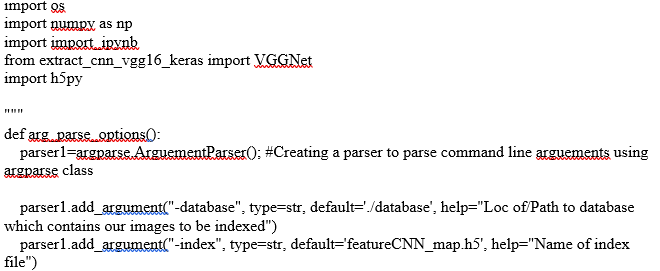 import os
import numpy as np
import import_ipynb
from extract_cnn_vgg16_keras import VGGNet
import h5py
"""
def arg_parse_options():
parser1=argparse.ArguementParser(); #Creating a parser to parse command line arguements using
argparse class
parser1.add_argument("-database", type=str, default='./database', help="Loc of/Path to database
which contains our images to be indexed")
parser1.add_argument("-index", type=str, default='featureCNN_map.h5', help="Name of index
file")